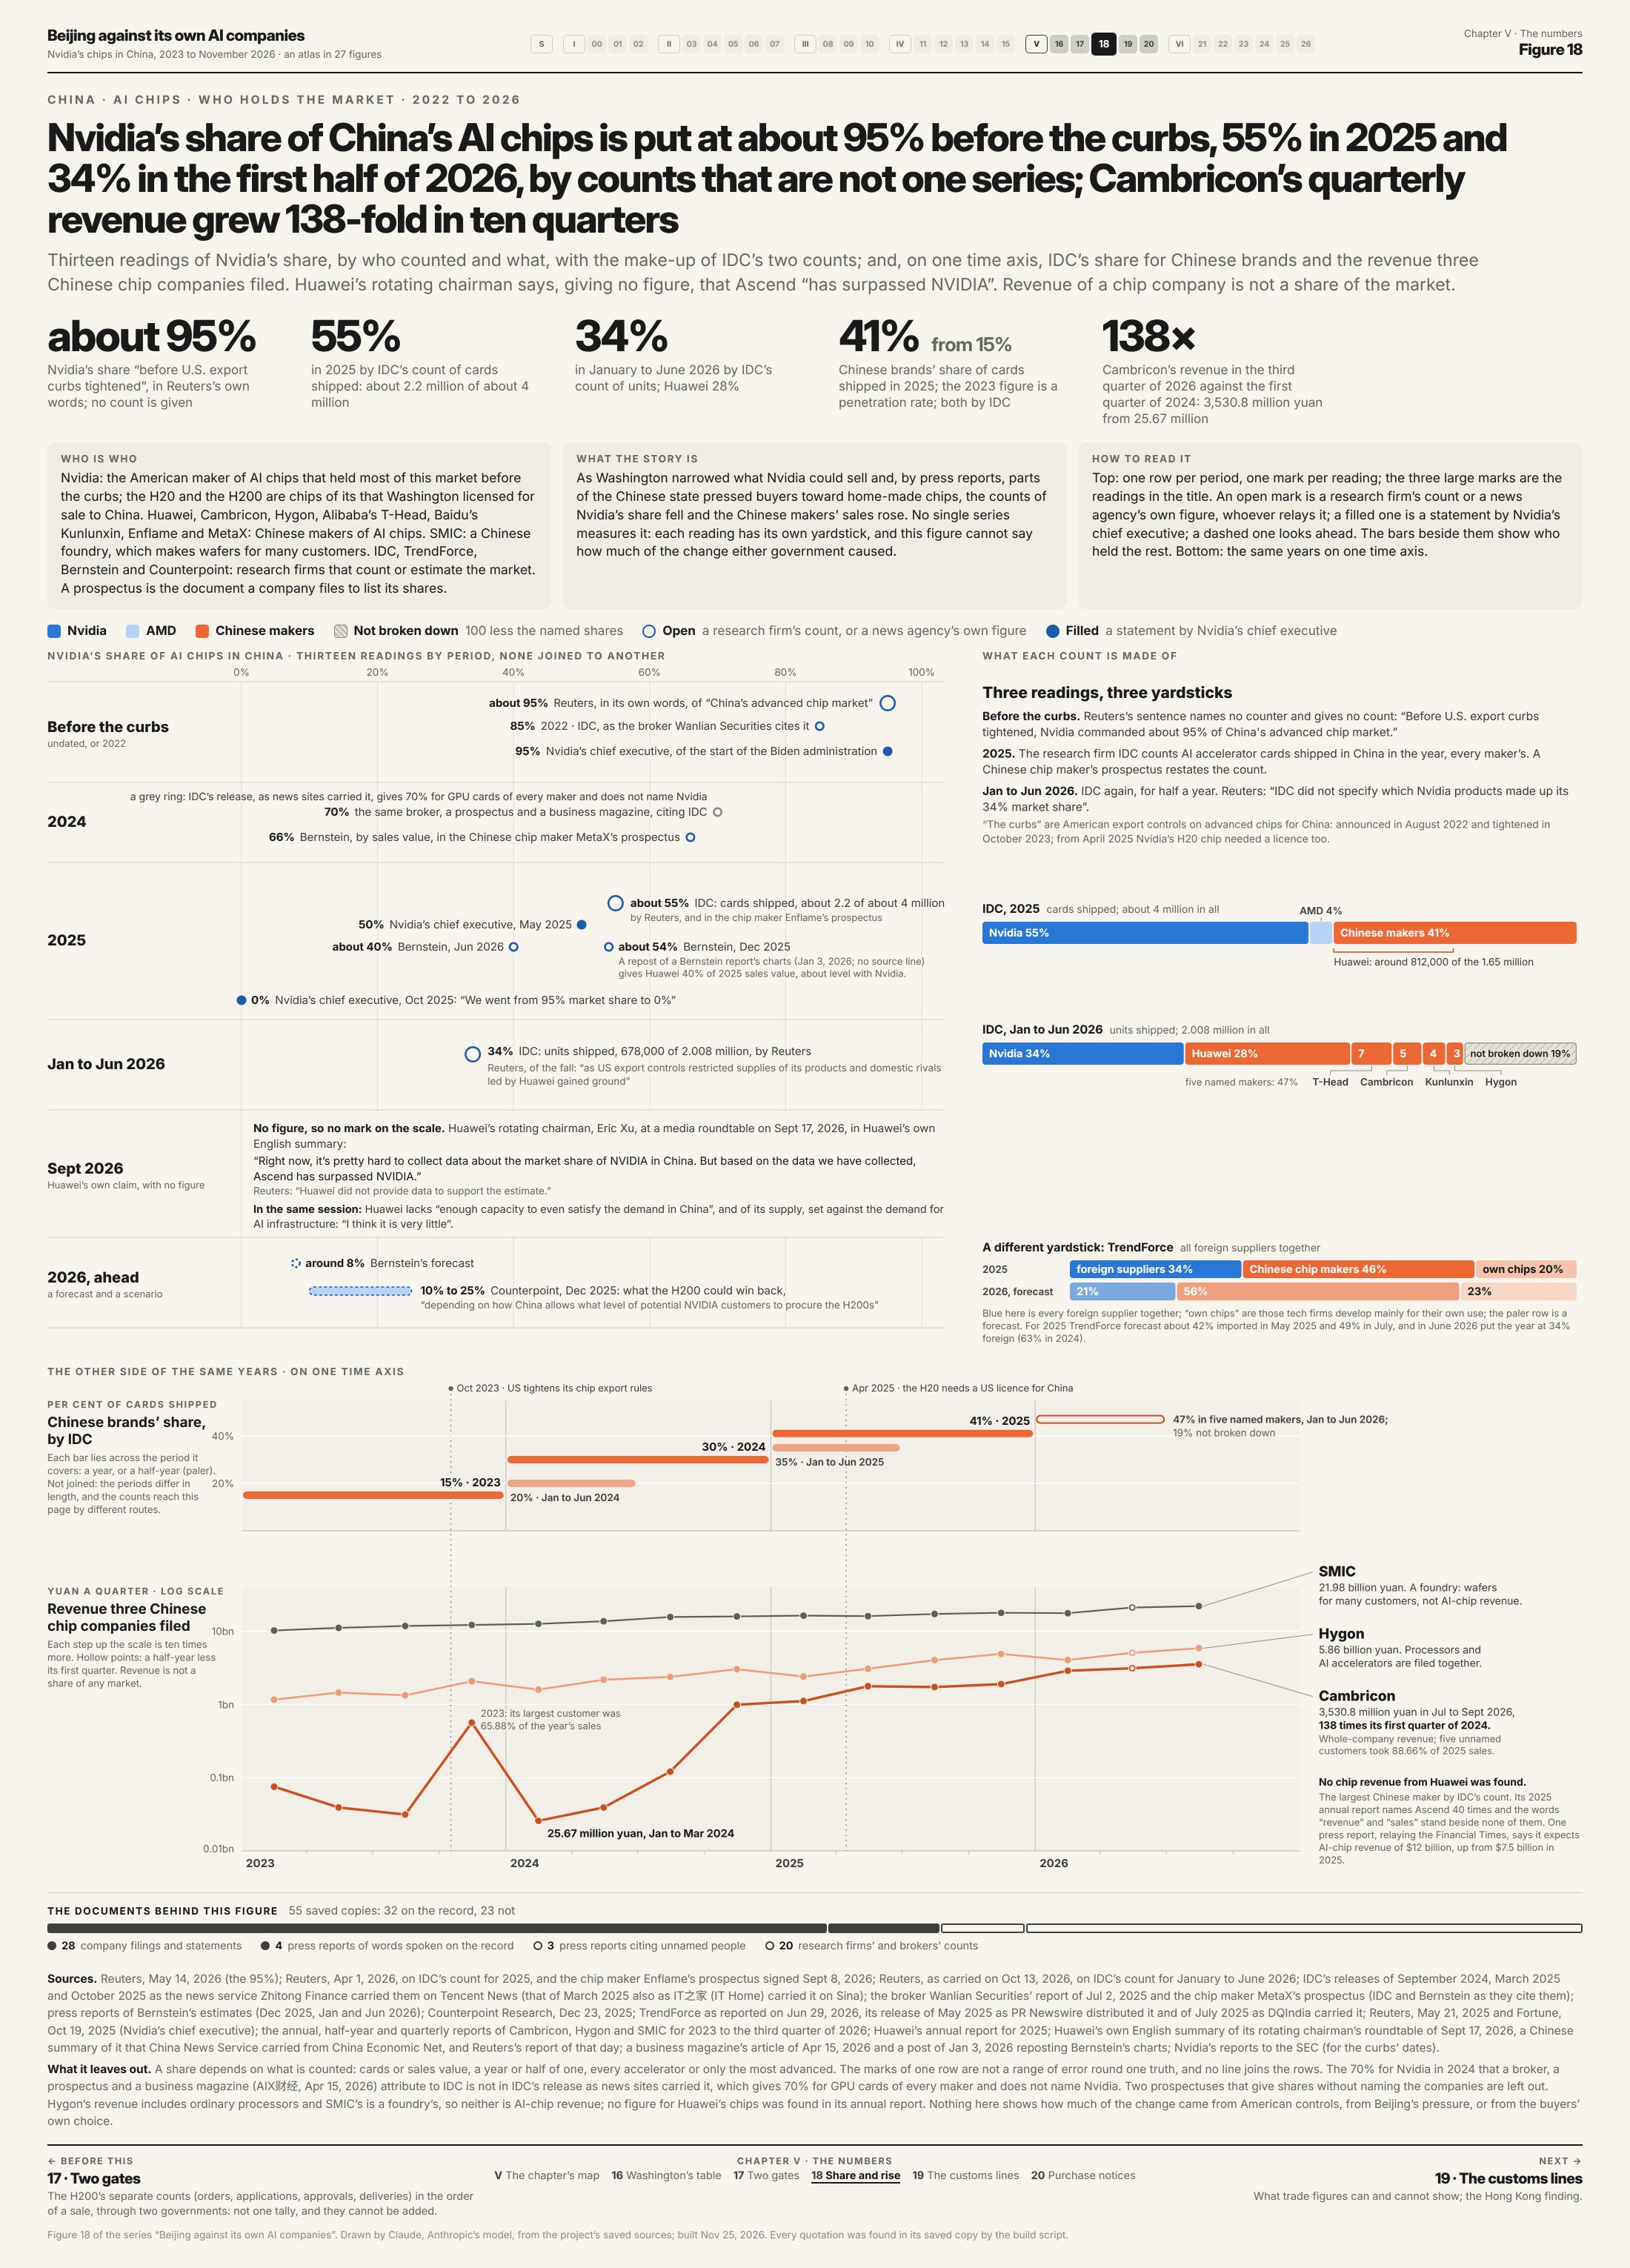 Beijing against its own AI companies
Nvidia’s chips in China, 2023 to November 2026 · an atlas in 27 figures
S I 00 01 02 II 03 04 05 06 07 III 08 09 10 IV 11 12 13 14 15 V 16 17 18 19 20 VI 21 22 23 24 25 26
Chapter V · The numbers
Figure 18
CHINA · AI CHIPS · WHO HOLDS THE MARKET · 2022 TO 2026
Nvidia’s share of China’s AI chips is put at about 95% before the curbs, 55% in 2025 and
34% in the first half of 2026, by counts that are not one series; Cambricon’s quarterly
revenue grew 138-fold in ten quarters
Thirteen readings of Nvidia’s share, by who counted and what, with the make-up of IDC’s two counts; and, on one time axis, IDC’s share for Chinese brands and the revenue three
Chinese chip companies filed. Huawei’s rotating chairman says, giving no figure, that Ascend “has surpassed NVIDIA”. Revenue of a chip company is not a share of the market.
about 95%
Nvidia’s share “before U.S. export
curbs tightened”, in Reuters’s own
words; no count is given
55%
in 2025 by IDC’s count of cards
shipped: about 2.2 million of about 4
million
34%
in January to June 2026 by IDC’s
count of units; Huawei 28%
41% from 15%
Chinese brands’ share of cards
shipped in 2025; the 2023 figure is a
penetration rate; both by IDC
138×
Cambricon’s revenue in the third
quarter of 2026 against the first
quarter of 2024: 3,530.8 million yuan
from 25.67 million
WHO IS WHO
Nvidia: the American maker of AI chips that held most of this market before
the curbs; the H20 and the H200 are chips of its that Washington licensed for
sale to China. Huawei, Cambricon, Hygon, Alibaba’s T-Head, Baidu’s
Kunlunxin, Enflame and MetaX: Chinese makers of AI chips. SMIC: a Chinese
foundry, which makes wafers for many customers. IDC, TrendForce,
Bernstein and Counterpoint: research firms that count or estimate the market.
A prospectus is the document a company files to list its shares.
WHAT THE STORY IS
As Washington narrowed what Nvidia could sell and, by press reports, parts
of the Chinese state pressed buyers toward home-made chips, the counts of
Nvidia’s share fell and the Chinese makers’ sales rose. No single series
measures it: each reading has its own yardstick, and this figure cannot say
how much of the change either government caused.
HOW TO READ IT
Top: one row per period, one mark per reading; the three large marks are the
readings in the title. An open mark is a research firm’s count or a news
agency’s own figure, whoever relays it; a filled one is a statement by Nvidia’s
chief executive; a dashed one looks ahead. The bars beside them show who
held the rest. Bottom: the same years on one time axis.
Nvidia AMD Chinese makers Not broken down 100 less the named shares Open a research firm’s count, or a news agency’s own figure Filled a statement by Nvidia’s chief executive
NVIDIA’S SHARE OF AI CHIPS IN CHINA · THIRTEEN READINGS BY PERIOD, NONE JOINED TO ANOTHER
0% 20% 40% 60% 80% 100%
Before the curbs
undated, or 2022
about 95% Reuters, in its own words, of “China’s advanced chip market”
85% 2022 · IDC, as the broker Wanlian Securities cites it
95% Nvidia’s chief executive, of the start of the Biden administration
2024
a grey ring: IDC’s release, as news sites carried it, gives 70% for GPU cards of every maker and does not name Nvidia
70% the same broker, a prospectus and a business magazine, citing IDC
66% Bernstein, by sales value, in the Chinese chip maker MetaX’s prospectus
2025
about 55% IDC: cards shipped, about 2.2 of about 4 million
by Reuters, and in the chip maker Enflame’s prospectus
50% Nvidia’s chief executive, May 2025
about 40% Bernstein, Jun 2026
about 54% Bernstein, Dec 2025
A repost of a Bernstein report’s charts (Jan 3, 2026; no source line)
gives Huawei 40% of 2025 sales value, about level with Nvidia.
0% Nvidia’s chief executive, Oct 2025: “We went from 95% market share to 0%”
Jan to Jun 2026
34% IDC: units shipped, 678,000 of 2.008 million, by Reuters
Reuters, of the fall: “as US export controls restricted supplies of its products and domestic rivals
led by Huawei gained ground”
Sept 2026
Huawei’s own claim, with no figure
No figure, so no mark on the scale. Huawei’s rotating chairman, Eric Xu, at a media roundtable on Sept 17, 2026, in Huawei’s own
English summary:
“Right now, it’s pretty hard to collect data about the market share of NVIDIA in China. But based on the data we have collected,
Ascend has surpassed NVIDIA.”
Reuters: “Huawei did not provide data to support the estimate.”
In the same session: Huawei lacks “enough capacity to even satisfy the demand in China”, and of its supply, set against the demand for
AI infrastructure: “I think it is very little”.
2026, ahead
a forecast and a scenario
around 8% Bernstein’s forecast
10% to 25% Counterpoint, Dec 2025: what the H200 could win back,
“depending on how China allows what level of potential NVIDIA customers to procure the H200s”
WHAT EACH COUNT IS MADE OF
Three readings, three yardsticks
Before the curbs. Reuters’s sentence names no counter and gives no count: “Before U.S. export curbs
tightened, Nvidia commanded about 95% of China's advanced chip market.”
2025. The research firm IDC counts AI accelerator cards shipped in China in the year, every maker’s. A
Chinese chip maker’s prospectus restates the count.
Jan to Jun 2026. IDC again, for half a year. Reuters: “IDC did not specify which Nvidia products made up its
34% market share”.
“The curbs” are American export controls on advanced chips for China: announced in August 2022 and tightened in
October 2023; from April 2025 Nvidia’s H20 chip needed a licence too.
IDC, 2025 cards shipped; about 4 million in all
AMD 4%
Nvidia 55% Chinese makers 41%
Huawei: around 812,000 of the 1.65 million
IDC, Jan to Jun 2026 units shipped; 2.008 million in all
Nvidia 34% Huawei 28% 7 5 4 3 not broken down 19%
five named makers: 47% T-Head Cambricon Kunlunxin Hygon
A different yardstick: TrendForce all foreign suppliers together
2025 foreign suppliers 34% Chinese chip makers 46% own chips 20%
2026, forecast 21% 56% 23%
Blue here is every foreign supplier together; “own chips” are those tech firms develop mainly for their own use; the paler row is a
forecast. For 2025 TrendForce forecast about 42% imported in May 2025 and 49% in July, and in June 2026 put the year at 34%
foreign (63% in 2024).
THE OTHER SIDE OF THE SAME YEARS · ON ONE TIME AXIS
Oct 2023 · US tightens its chip export rules
Apr 2025 · the H20 needs a US licence for China
PER CENT OF CARDS SHIPPED
Chinese brands’ share,
by IDC
Each bar lies across the period it
covers: a year, or a half-year (paler).
Not joined: the periods differ in
length, and the counts reach this
page by different routes.
40%
20%
15% · 2023
20% · Jan to Jun 2024
30% · 2024
35% · Jan to Jun 2025
41% · 2025
47% in five named makers, Jan to Jun 2026;
19% not broken down
YUAN A QUARTER · LOG SCALE
Revenue three Chinese
chip companies filed
Each step up the scale is ten times
more. Hollow points: a half-year less
its first quarter. Revenue is not a
share of any market.
10bn
1bn
0.1bn
0.01bn
2023: its largest customer was
65.88% of the year’s sales
25.67 million yuan, Jan to Mar 2024
2023 2024 2025 2026
SMIC
21.98 billion yuan. A foundry: wafers
for many customers, not AI-chip revenue.
Hygon
5.86 billion yuan. Processors and
AI accelerators are filed together.
Cambricon
3,530.8 million yuan in Jul to Sept 2026,
138 times its first quarter of 2024.
Whole-company revenue; five unnamed
customers took 88.66% of 2025 sales.
No chip revenue from Huawei was found.
The largest Chinese maker by IDC’s count. Its 2025
annual report names Ascend 40 times and the words
“revenue” and “sales” stand beside none of them. One
press report, relaying the Financial Times, says it expects
AI-chip revenue of $12 billion, up from $7.5 billion in
2025.
THE DOCUMENTS BEHIND THIS FIGURE 55 saved copies: 32 on the record, 23 not
28 company filings and statements 4 press reports of words spoken on the record 3 press reports citing unnamed people 20 research firms’ and brokers’ counts
Sources. Reuters, May 14, 2026 (the 95%); Reuters, Apr 1, 2026, on IDC’s count for 2025, and the chip maker Enflame’s prospectus signed Sept 8, 2026; Reuters, as carried on Oct 13, 2026, on IDC’s count for January to June 2026; IDC’s releases of September 2024, March 2025
and October 2025 as the news service Zhitong Finance carried them on Tencent News (that of March 2025 also as IT之家 (IT Home) carried it on Sina); the broker Wanlian Securities’ report of Jul 2, 2025 and the chip maker MetaX’s prospectus (IDC and Bernstein as they cite them);
press reports of Bernstein’s estimates (Dec 2025, Jan and Jun 2026); Counterpoint Research, Dec 23, 2025; TrendForce as reported on Jun 29, 2026, its release of May 2025 as PR Newswire distributed it and of July 2025 as DQIndia carried it; Reuters, May 21, 2025 and Fortune,
Oct 19, 2025 (Nvidia’s chief executive); the annual, half-year and quarterly reports of Cambricon, Hygon and SMIC for 2023 to the third quarter of 2026; Huawei’s annual report for 2025; Huawei’s own English summary of its rotating chairman’s roundtable of Sept 17, 2026, a Chinese
summary of it that China News Service carried from China Economic Net, and Reuters’s report of that day; a business magazine’s article of Apr 15, 2026 and a post of Jan 3, 2026 reposting Bernstein’s charts; Nvidia’s reports to the SEC (for the curbs’ dates).
What it leaves out. A share depends on what is counted: cards or sales value, a year or half of one, every accelerator or only the most advanced. The marks of one row are not a range of error round one truth, and no line joins the rows. The 70% for Nvidia in 2024 that a broker, a
prospectus and a business magazine (AIX财经, Apr 15, 2026) attribute to IDC is not in IDC’s release as news sites carried it, which gives 70% for GPU cards of every maker and does not name Nvidia. Two prospectuses that give shares without naming the companies are left out.
Hygon’s revenue includes ordinary processors and SMIC’s is a foundry’s, so neither is AI-chip revenue; no figure for Huawei’s chips was found in its annual report. Nothing here shows how much of the change came from American controls, from Beijing’s pressure, or from the buyers’
own choice.
← BEFORE THIS
17 · Two gates
The H200’s separate counts (orders, applications, approvals, deliveries) in the order
of a sale, through two governments: not one tally, and they cannot be added.
CHAPTER V · THE NUMBERS
V The chapter’s map 16 Washington’s table 17 Two gates 18 Share and rise 19 The customs lines 20 Purchase notices
NEXT →
19 · The customs lines
What trade figures can and cannot show; the Hong Kong finding.
Figure 18 of the series “Beijing against its own AI companies”. Drawn by Claude, Anthropic’s model, from the project’s saved sources; built Nov 25, 2026. Every quotation was found in its saved copy by the build script.